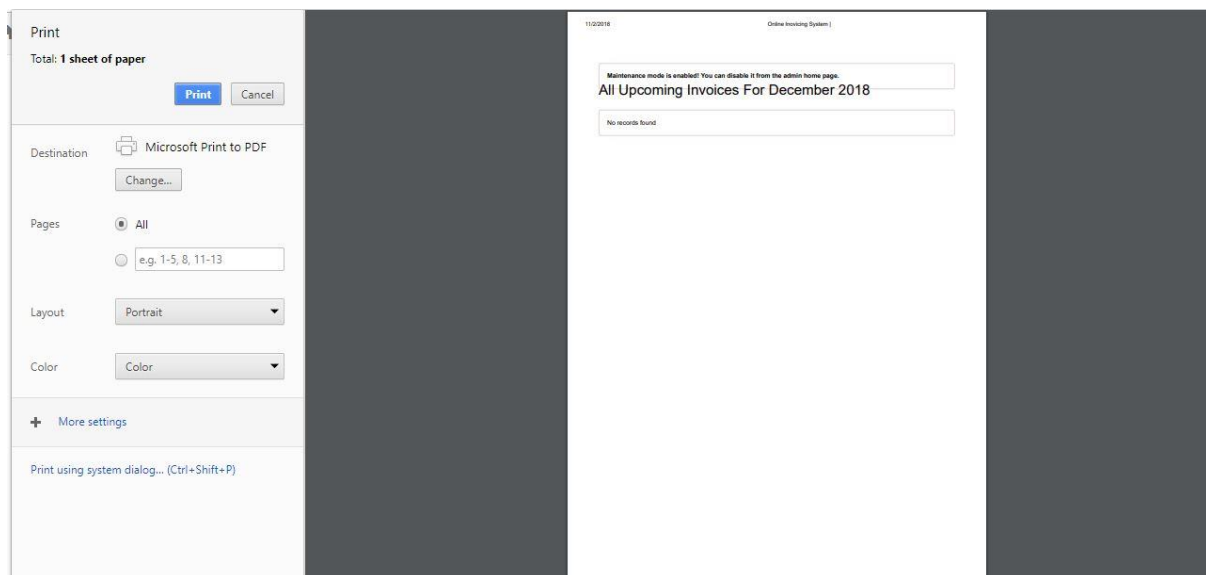 Print
Total: 1 sheet of paper
Print Cancel
Destination Microsoft Print to PDF
Change...
Pages All
e.g. 1-5, 8, 11-13
Layout Portrait
Color Color
More settings
Print using system dialog... (Ctrl+Shift+P)
11/2/2018 Online Inovicing System |
Maintenance mode is enabled! You can disable it from the admin home page.
All Upcoming Invoices For December 2018
No records found